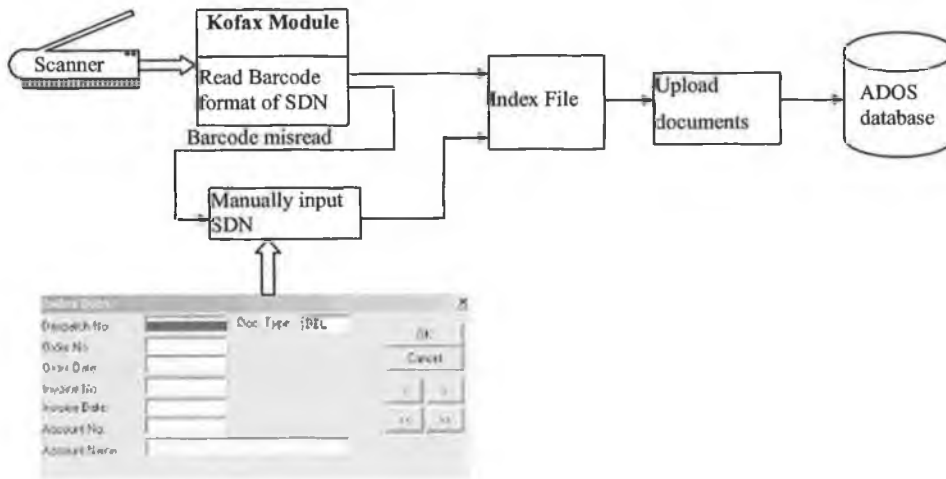 Kofax Module
Scanner
Read Barcode
format of SDN
Barcode misread
Index File
Upload
documents
ADOS
database
Manually input
SDN
Despatch No
Doc Type
DEL
Order No
Order Date
Invoice No
Invoice Date
Account No.
Account Name
OK
Cancel